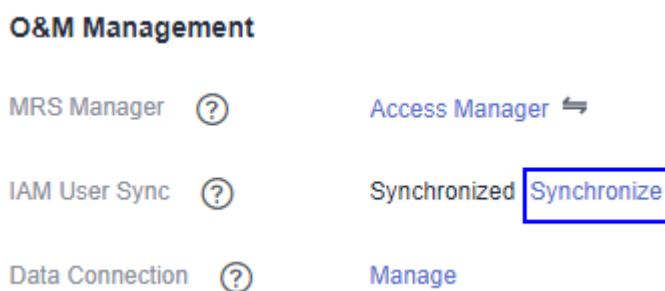 O&M Management
MRS Manager ? Access Manager
IAM User Sync ? Synchronized Synchronize
Data Connection ? Manage